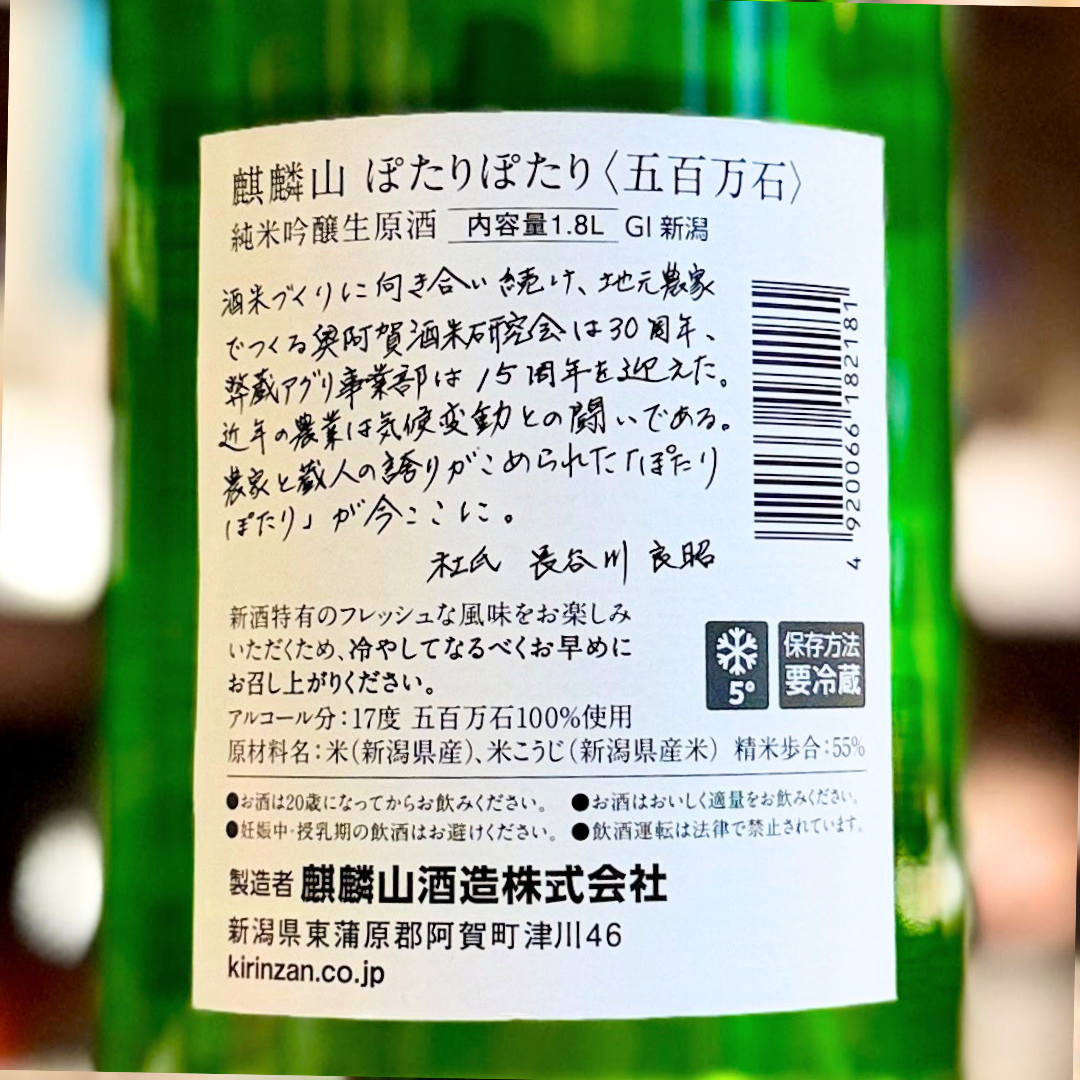 麒麟山 ぽたりぽたり〈五百万石〉
純米吟醸生原酒 内容量1.8L GI 新潟
酒米づくりに向き合い続け、地元農家
でつくる奥阿賀酒米研究会は30周年、
弊蔵アグリ事業部は15周年を迎えた。
近年の農業は気候変動との闘いである。
農家と蔵人の誇りがこめられた「ぽたり
ぽたり」が今ここに。
杜氏 長谷川 良昭
4 920066 182181
新酒特有のフレッシュな風味をお楽しみ
いただくため、冷やしてなるべくお早めに
お召し上がりください。
5°
保存方法
要冷蔵
アルコール分：17度 五百万石100%使用
原材料名：米（新潟県産）、米こうじ（新潟県産米） 精米歩合：55%
●お酒は20歳になってからお飲みください。 ●お酒はおいしく適量をお飲みください。
●妊娠中・授乳期の飲酒はお避けください。 ●飲酒運転は法律で禁止されています。
製造者 麒麟山酒造株式会社
新潟県東蒲原郡阿賀町津川46
kirinzan.co.jp